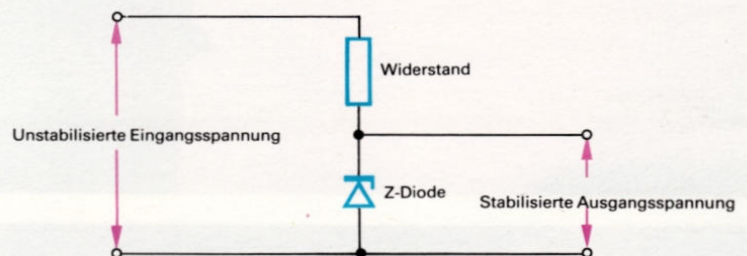 Widerstand
Unstabilisierte Eingangsspannung
Z-Diode
Stabilisierte Ausgangsspannung